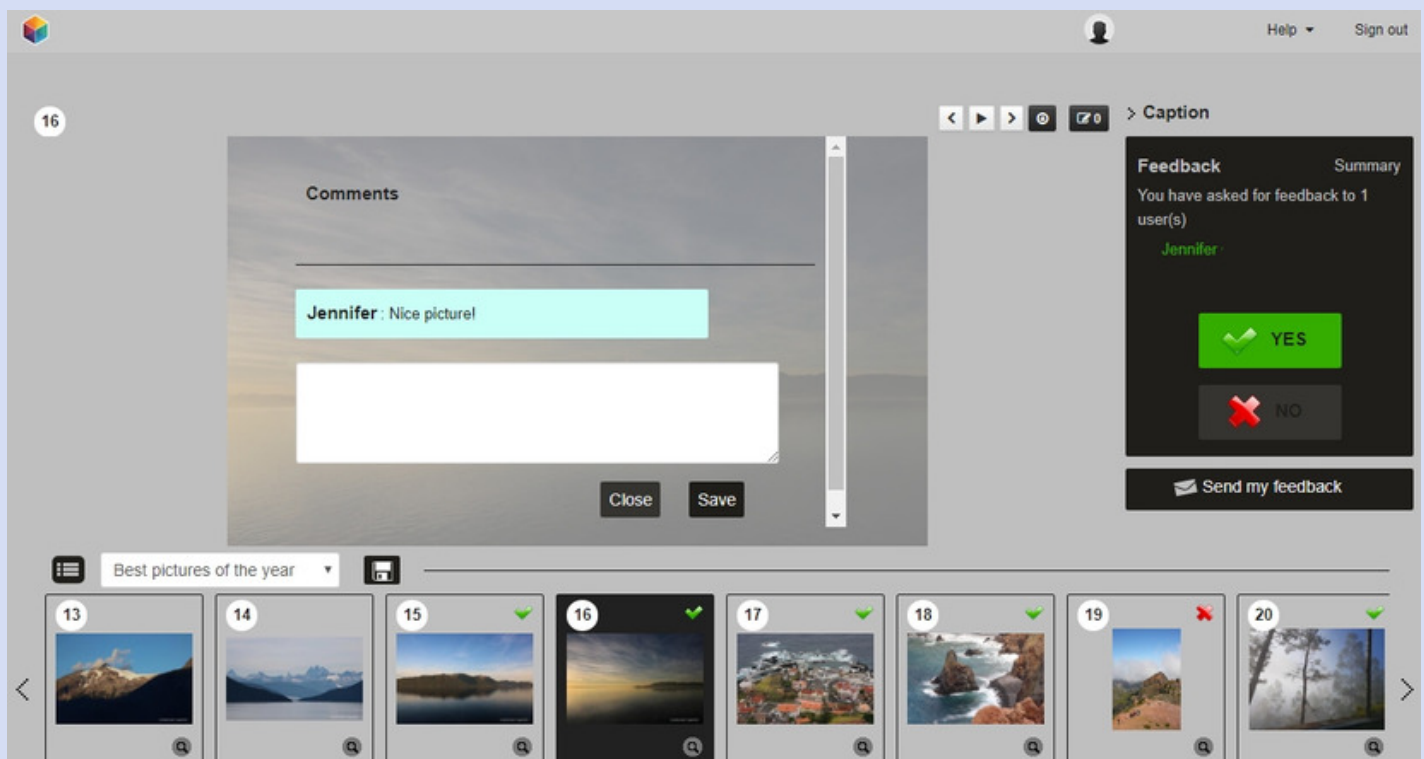 Help Sign out
16
0
Caption
Feedback Summary
You have asked for feedback to 1
user(s)
Jennifer
YES
NO
Send my feedback
Comments
Jennifer : Nice picture!
Close Save
Best pictures of the year
13 14 15 16 17 18 19 20